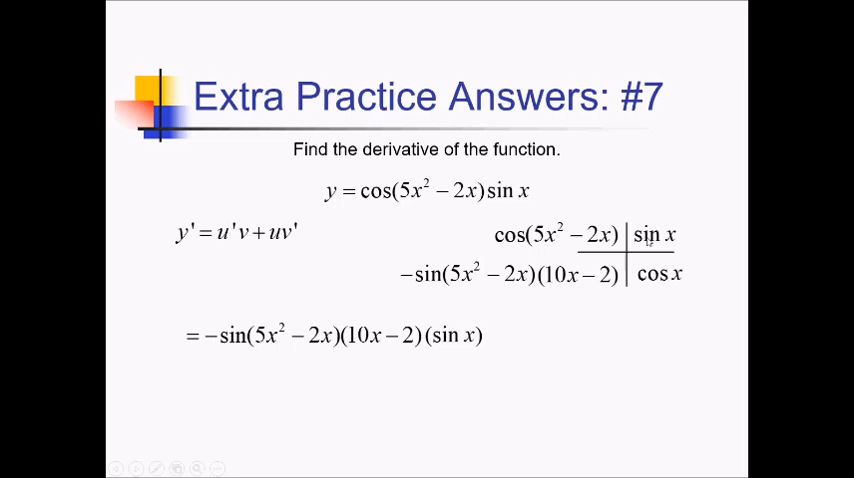 Extra Practice Answers: #7
Find the derivative of the function.
y = cos(5x² − 2x)sin x
y' = u'v + uv'
cos(5x² − 2x) | sin x
−sin(5x² − 2x)(10x − 2) | cos x
= −sin(5x² − 2x)(10x − 2)(sin x)